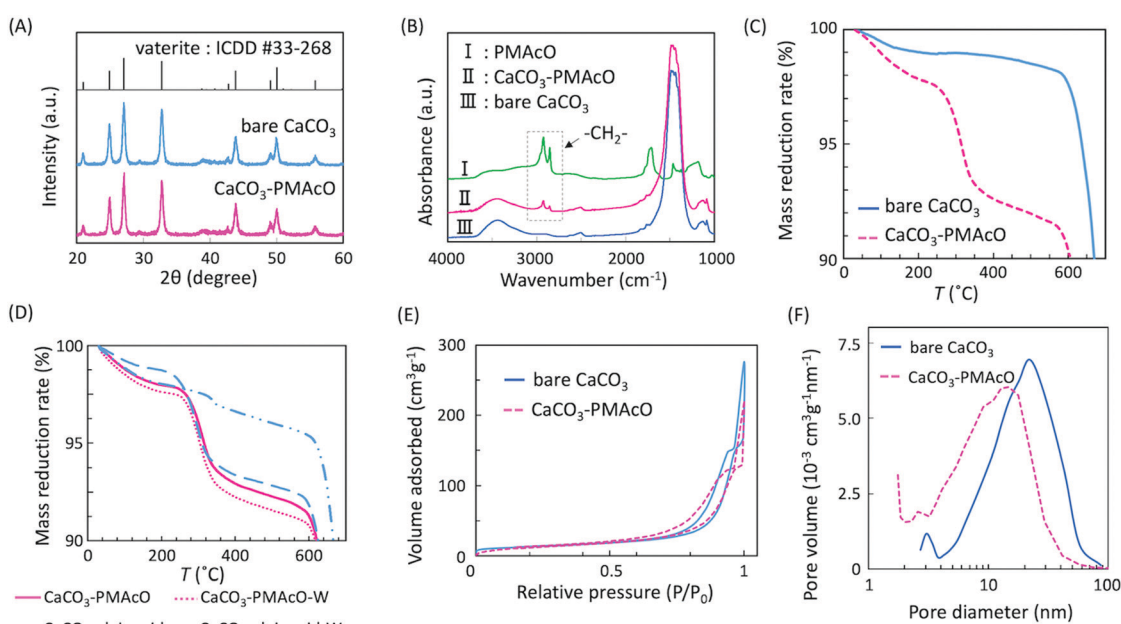 (A)
vaterite : ICDD #33-268
bare CaCO₃
CaCO₃-PMAcO
Intensity (a.u.)
20 30 40 50 60
2θ (degree)
(B)
Ⅰ : PMAcO
Ⅱ : CaCO₃-PMAcO
Ⅲ : bare CaCO₃
-CH₂-
Ⅰ
Ⅱ
Ⅲ
Absorbance (a.u.)
4000 3500 3000 2500 2000 1500 1000
Wavenumber (cm⁻¹)
(C)
100
95
90
Mass reduction rate (%)
bare CaCO₃
CaCO₃-PMAcO
0 200 400 600
T (˚C)
(D)
100
95
90
Mass reduction rate (%)
0 200 400 600
T (˚C)
CaCO₃-PMAcO CaCO₃-PMAcO-W
(E)
300
200
150
100
50
0
Volume adsorbed (cm³g⁻¹)
bare CaCO₃
CaCO₃-PMAcO
0 0.5 1
Relative pressure (P/P₀)
(F)
7.5
5.0
2.5
0
Pore volume (10⁻³ cm³g⁻¹nm⁻¹)
bare CaCO₃
CaCO₃-PMAcO
1 10 100
Pore diameter (nm)